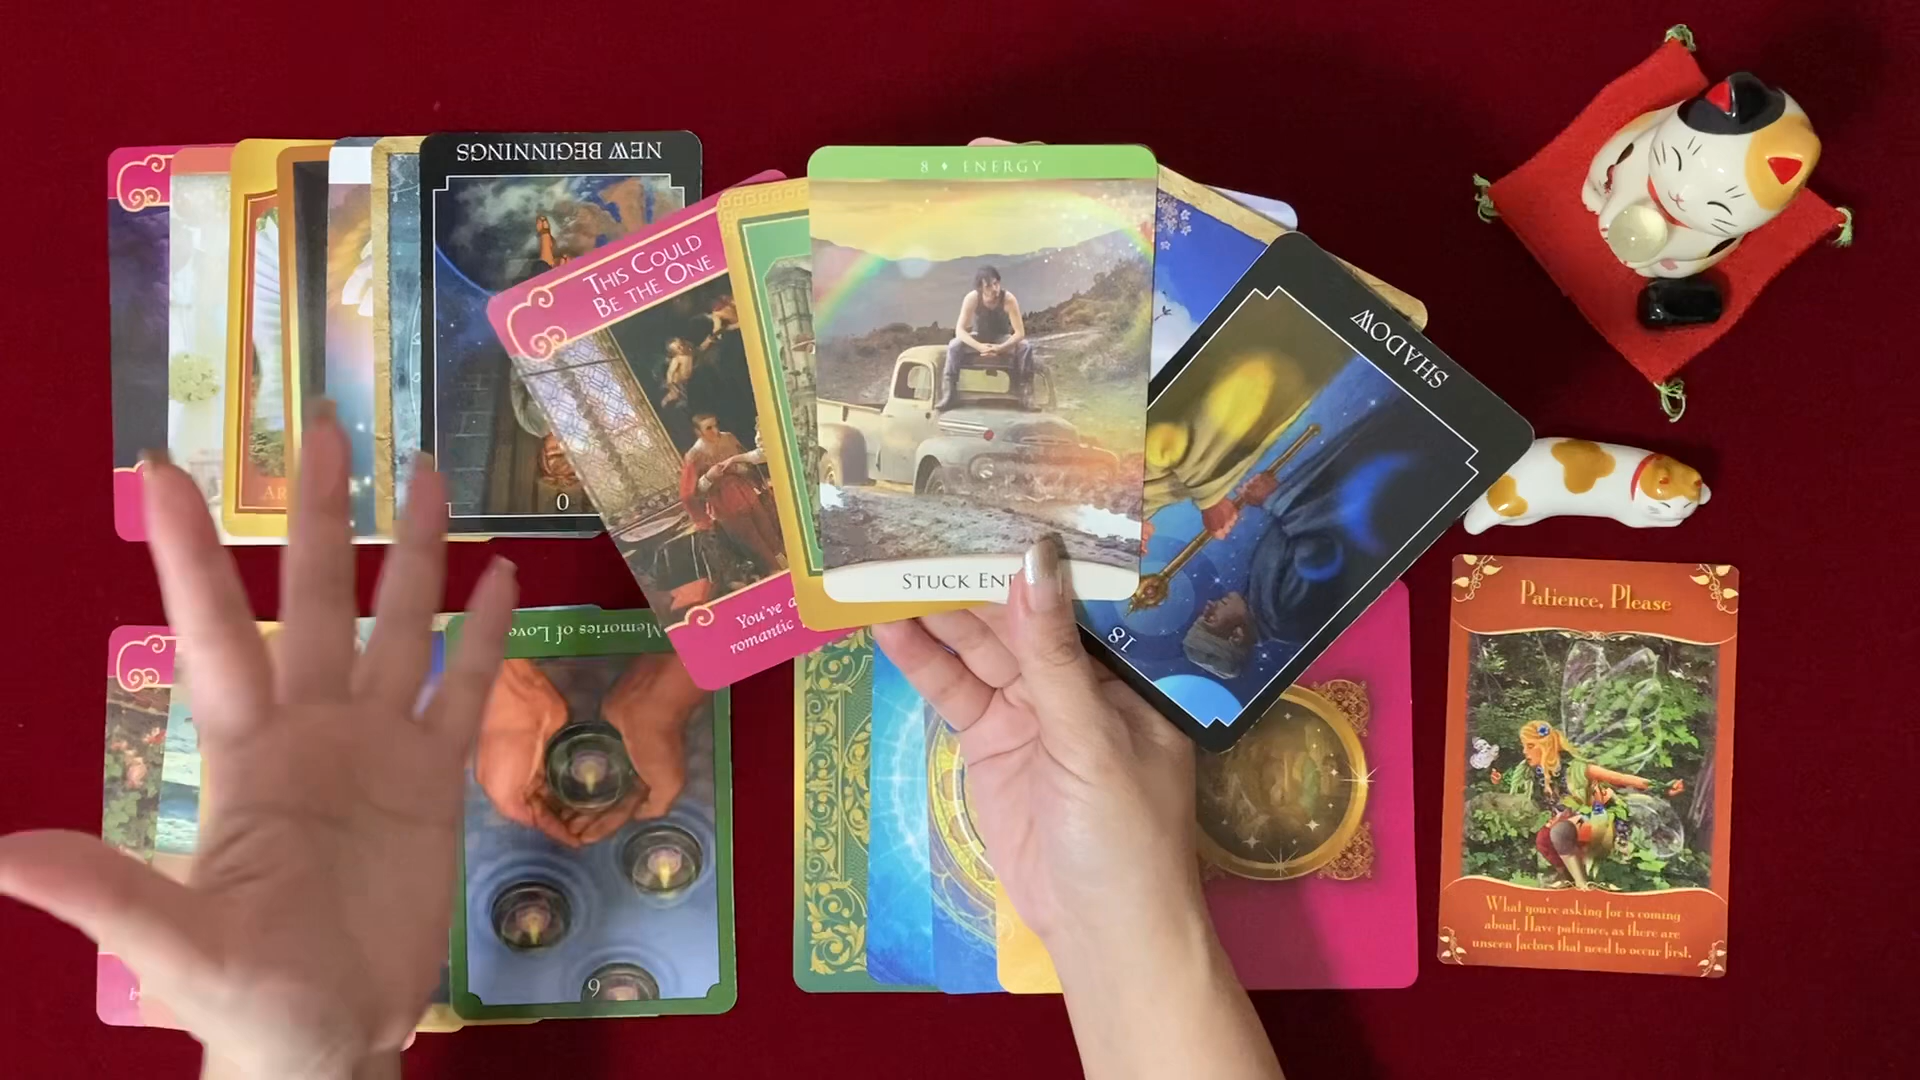 NEW BEGINNINGS
0
THIS COULD
BE THE ONE
You've a
romantic
8 ♦ ENERGY
STUCK ENE
SHADOW
18
AR
Memories of Love
6
Patience, Please
What you're asking for is coming
about. Have patience, as there are
unseen factors that need to occur first.